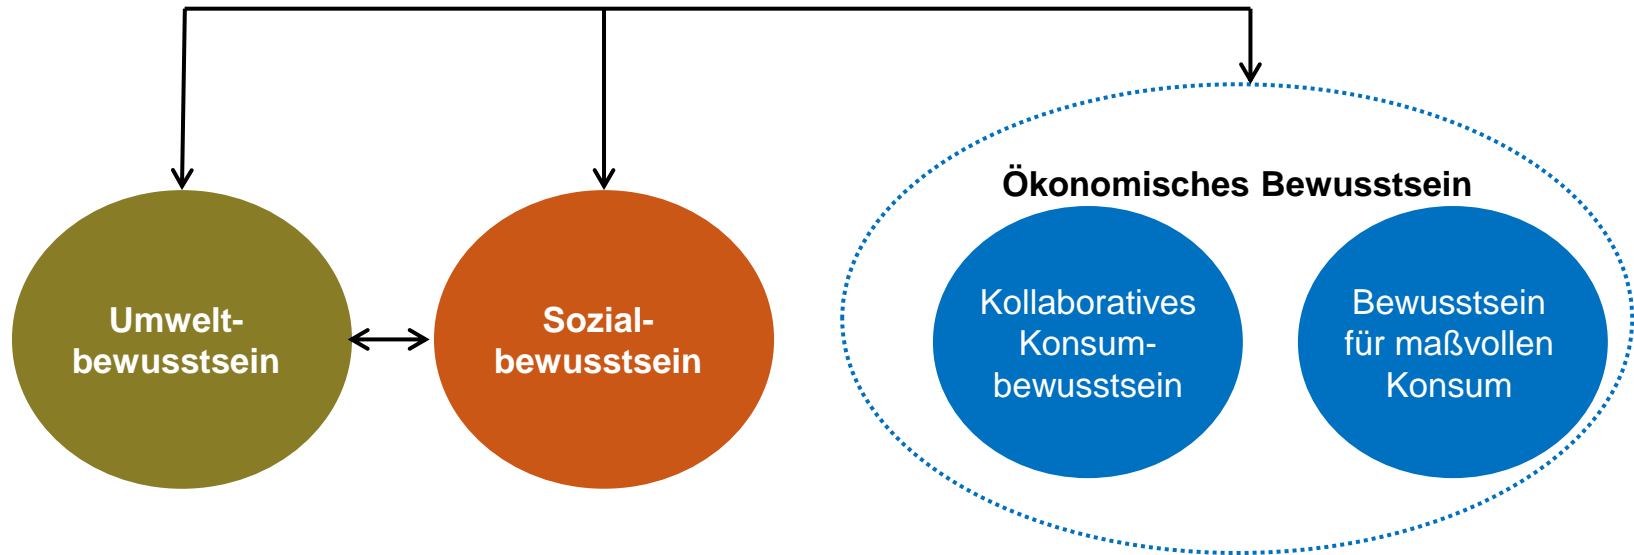 Ökonomisches Bewusstsein
Umwelt-
bewusstsein
Sozial-
bewusstsein
Kollaboratives
Konsum-
bewusstsein
Bewusstsein
für maßvollen
Konsum